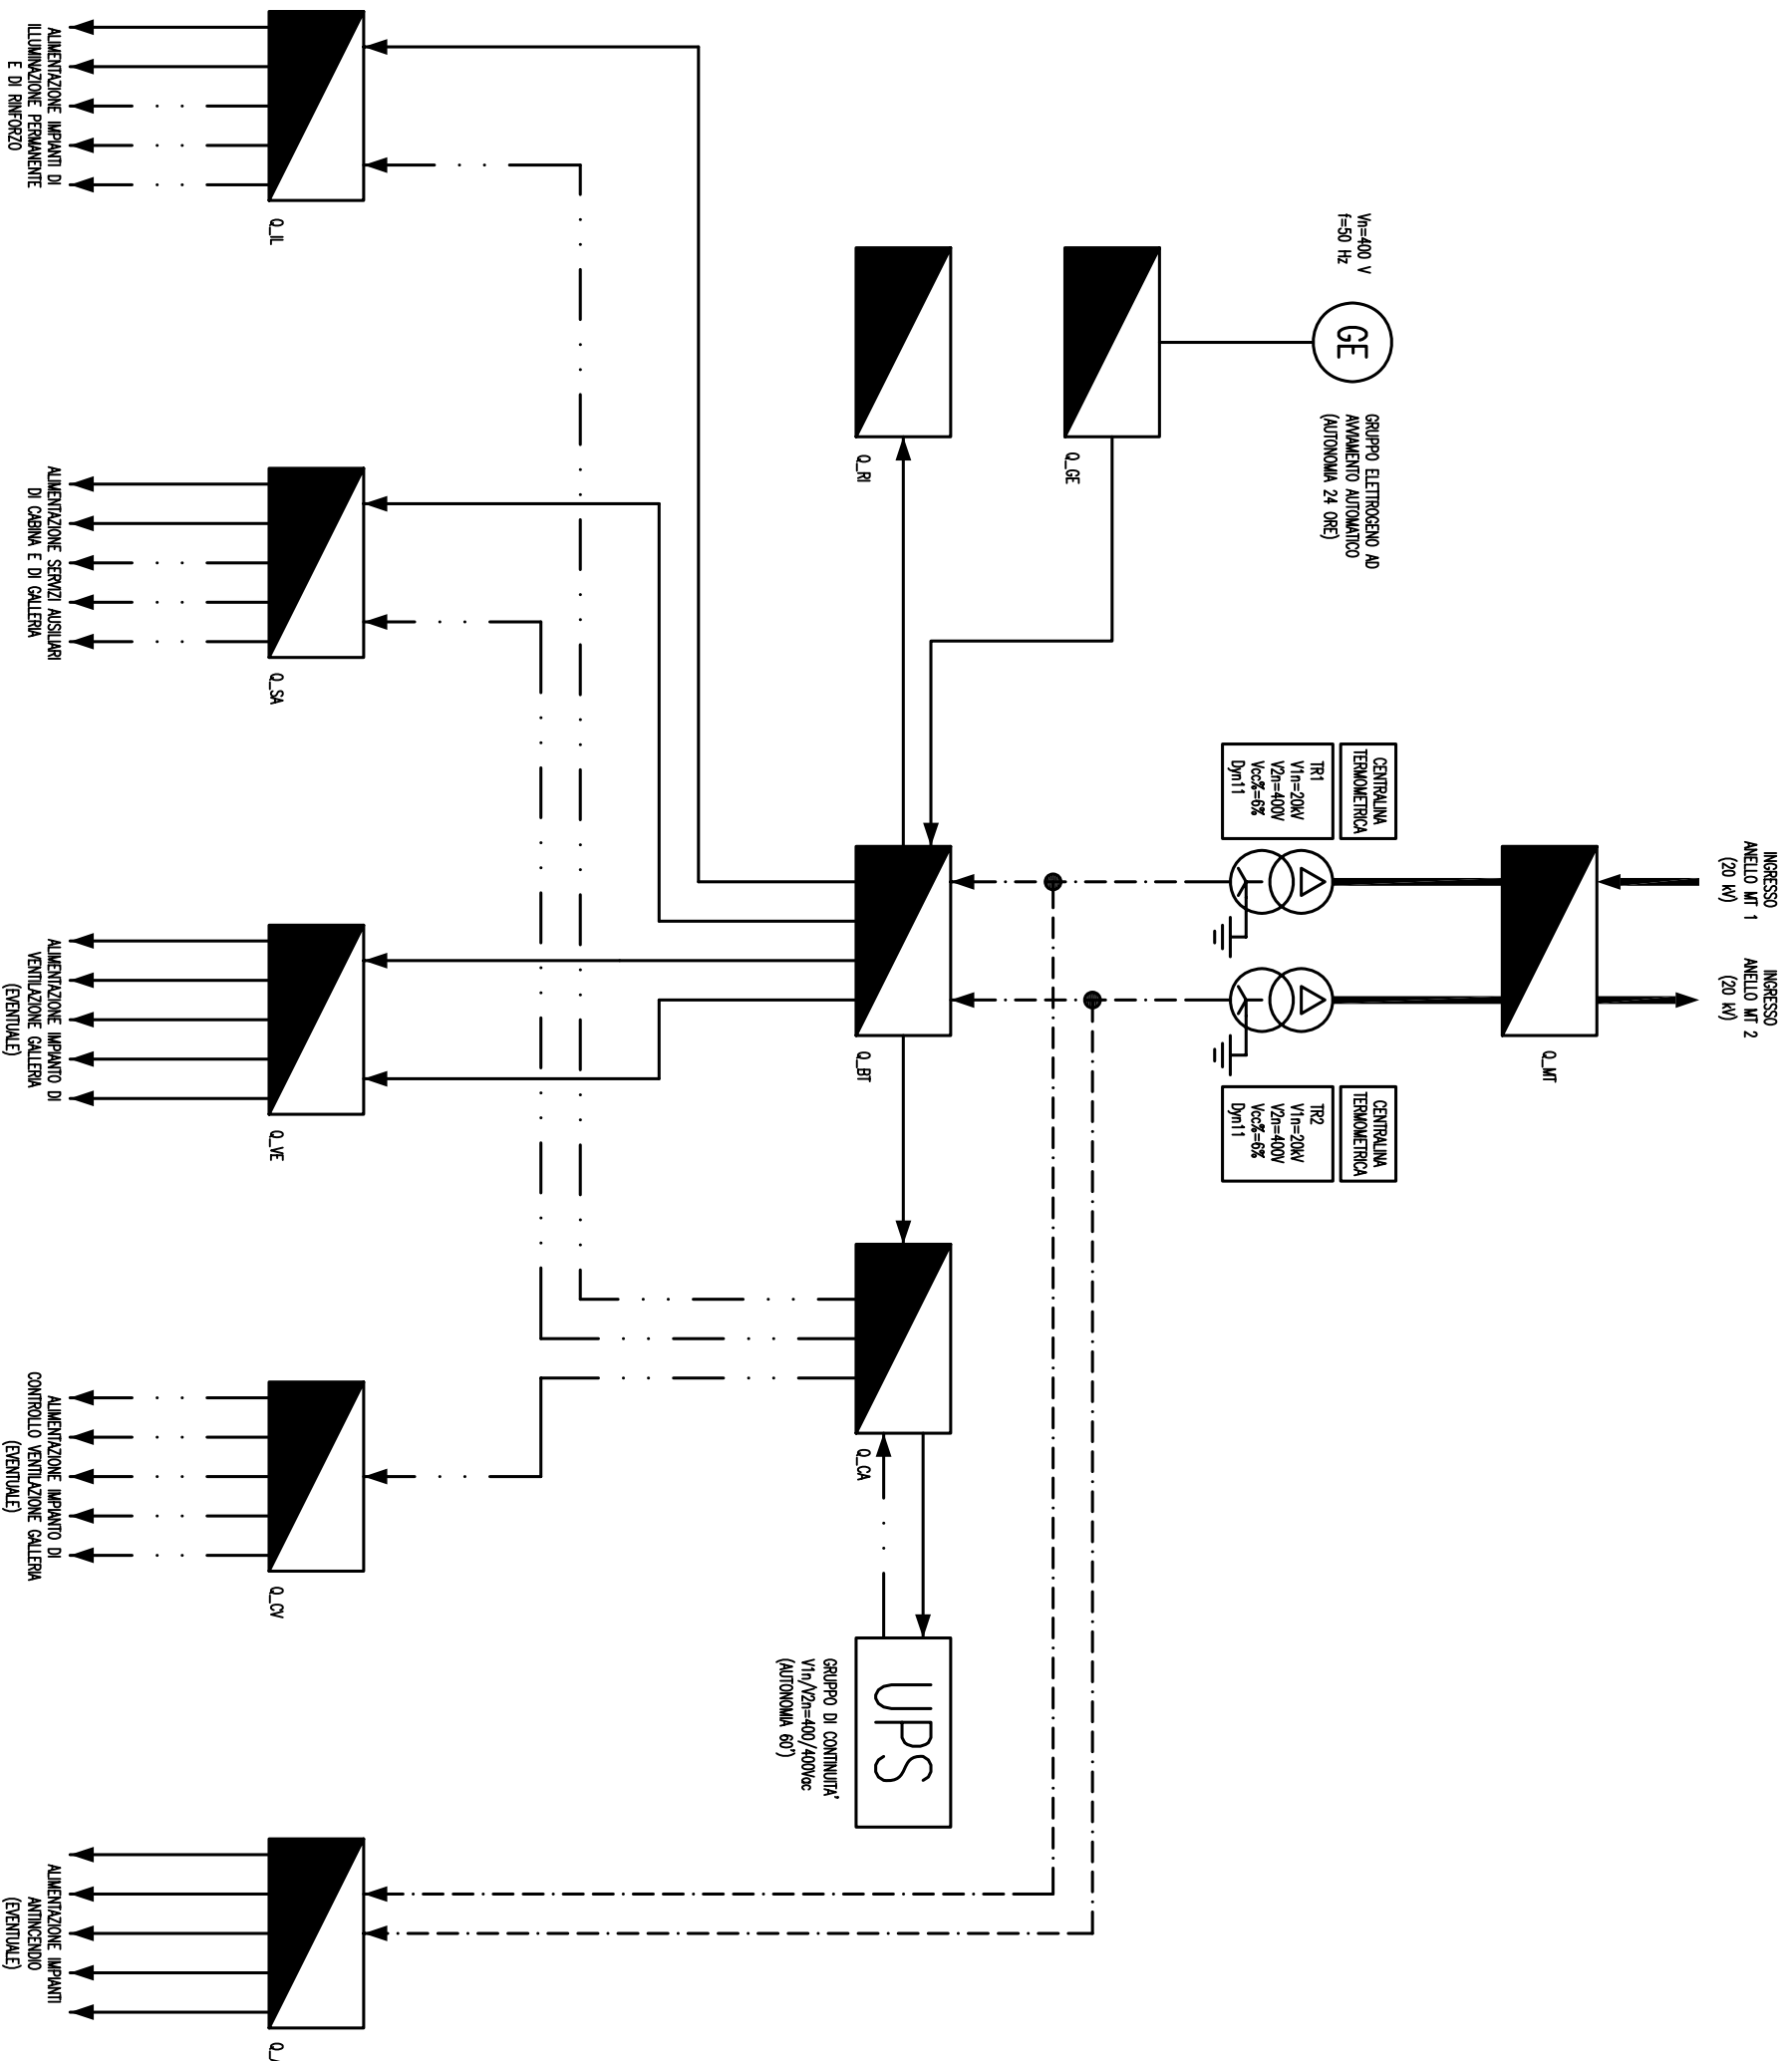 INGRESSO
ANELLO MT 1
(20 kV)
INGRESSO
ANELLO MT 2
(20 kV)
Q_MT
Vn=400 V
f=50 Hz
GE
GRUPPO ELETTROGENO AD
AVVIAMENTO AUTOMATICO
(AUTONOMIA 24 ORE)
CENTRALINA
TERMOMETRICA
TR1
V1n=20kV
V2n=400V
Vcc%=6%
Dyn11
CENTRALINA
TERMOMETRICA
TR2
V1n=20kV
V2n=400V
Vcc%=6%
Dyn11
Q_GE
Q_RI
Q_BT
Q_CA
UPS
GRUPPO DI CONTINUITA'
V1n/V2n=400/400Vac
(AUTONOMIA 60')
Q_IL
Q_SA
Q_VE
Q_CV
ALIMENTAZIONE IMPIANTI DI
ILLUMINAZIONE PERMANENTE
E DI RINFORZO
ALIMENTAZIONE SERVIZI AUSILIARI
DI CABINA E DI GALLERIA
ALIMENTAZIONE IMPIANTO DI
VENTILAZIONE GALLERIA
(EVENTUALE)
ALIMENTAZIONE IMPIANTO DI
CONTROLLO VENTILAZIONE GALLERIA
(EVENTUALE)
ALIMENTAZIONE IMPIANTI
ANTINCENDIO
(EVENTUALE)